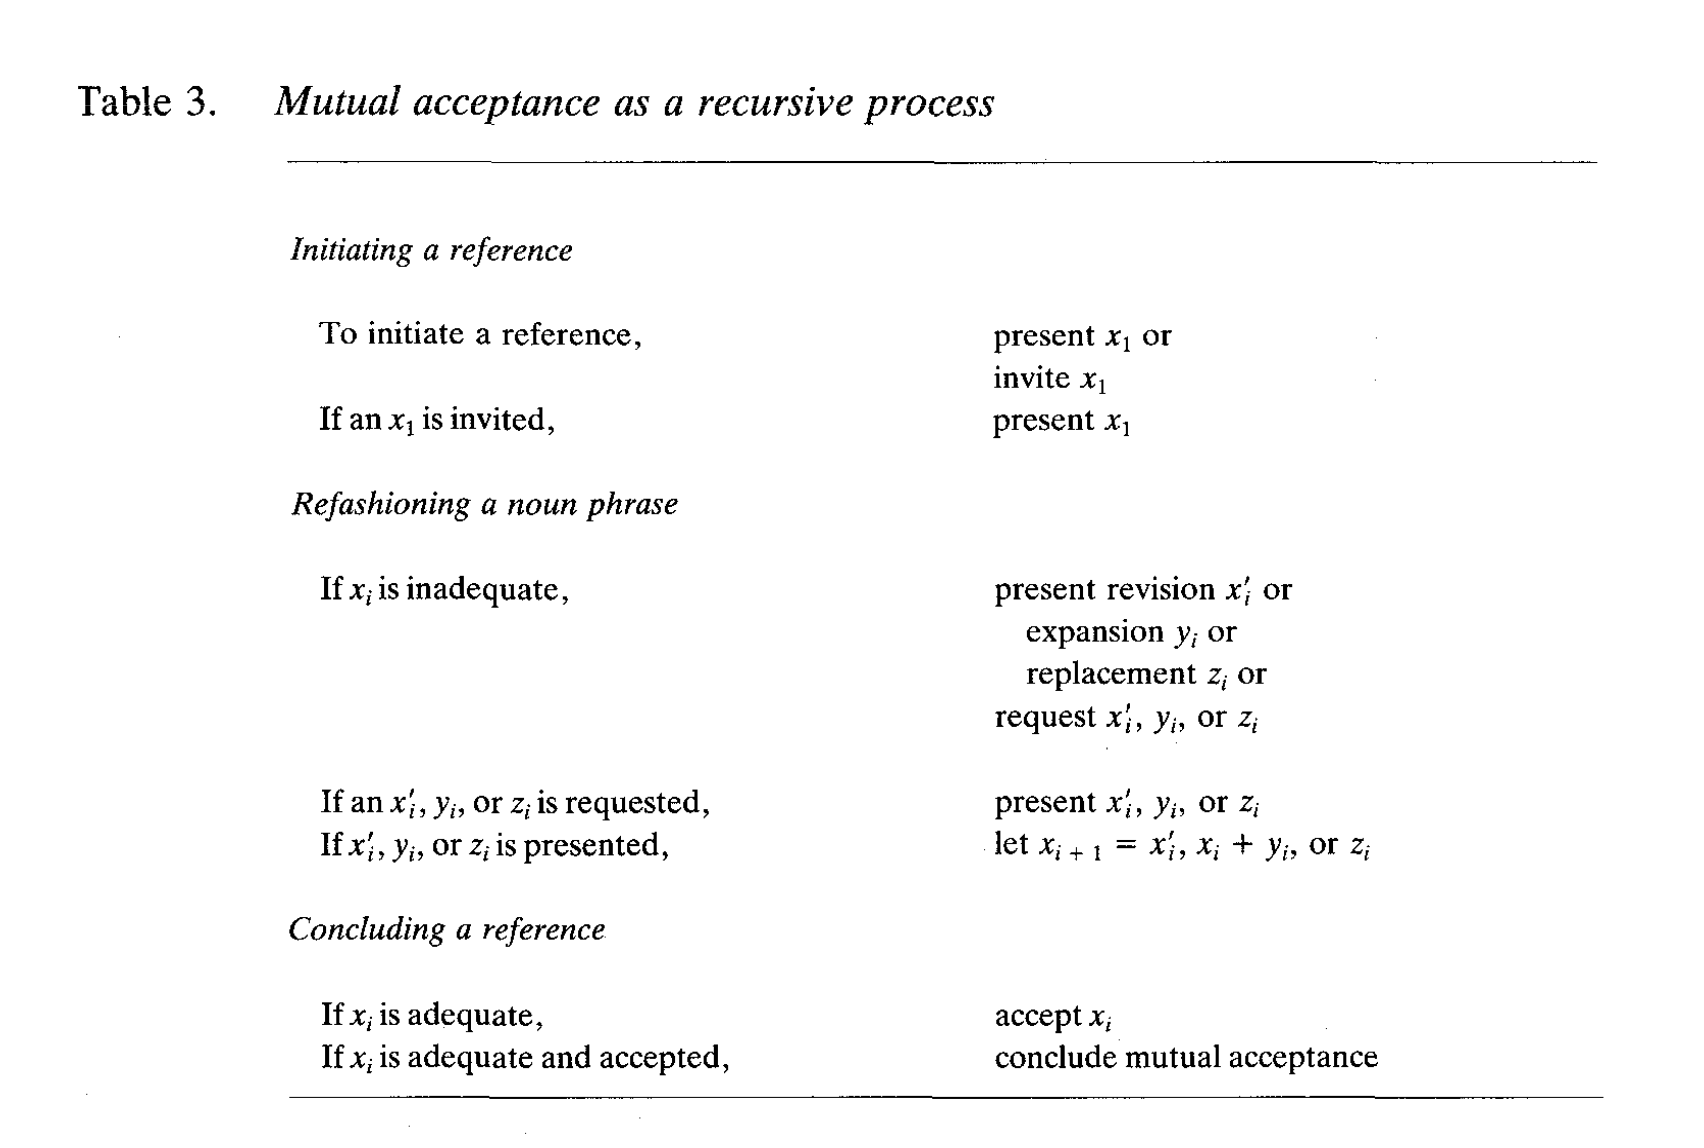 Table 3. Mutual acceptance as a recursive process
Initiating a reference
To initiate a reference, present x₁ or
invite x₁
If an x₁ is invited, present x₁
Refashioning a noun phrase
If xᵢ is inadequate, present revision x′ᵢ or
expansion yᵢ or
replacement zᵢ or
request x′ᵢ, yᵢ, or zᵢ
If an x′ᵢ, yᵢ, or zᵢ is requested, present x′ᵢ, yᵢ, or zᵢ
If x′ᵢ, yᵢ, or zᵢ is presented, let xᵢ₊₁ = x′ᵢ, xᵢ + yᵢ, or zᵢ
Concluding a reference
If xᵢ is adequate, accept xᵢ
If xᵢ is adequate and accepted, conclude mutual acceptance